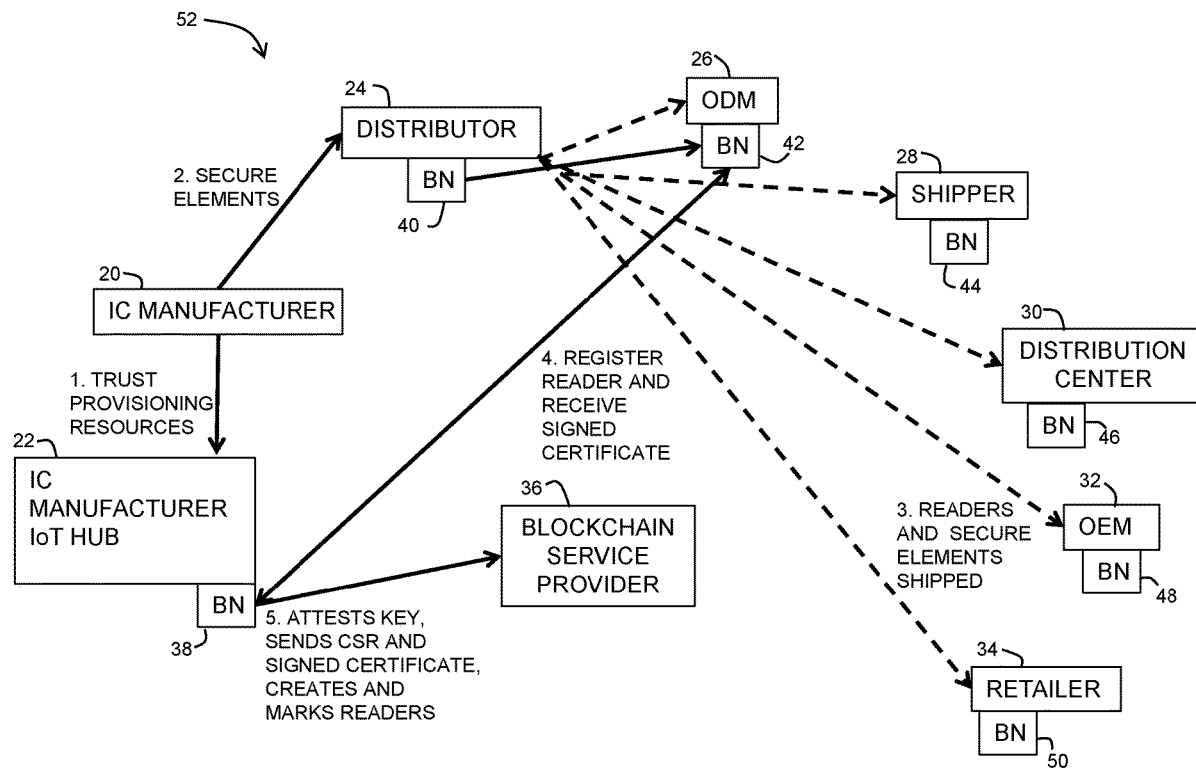 52
24
DISTRIBUTOR
BN
40
26
ODM
BN
42
28
SHIPPER
BN
44
2. SECURE
ELEMENTS
20
IC MANUFACTURER
30
DISTRIBUTION
CENTER
BN
46
1. TRUST
PROVISIONING
RESOURCES
4. REGISTER
READER AND
RECEIVE
SIGNED
CERTIFICATE
22
IC
MANUFACTURER
IoT HUB
BN
38
36
BLOCKCHAIN
SERVICE
PROVIDER
3. READERS
AND SECURE
ELEMENTS
SHIPPED
32
OEM
BN
48
5. ATTESTS KEY,
SENDS CSR AND
SIGNED CERTIFICATE,
CREATES AND
MARKS READERS
34
RETAILER
BN
50